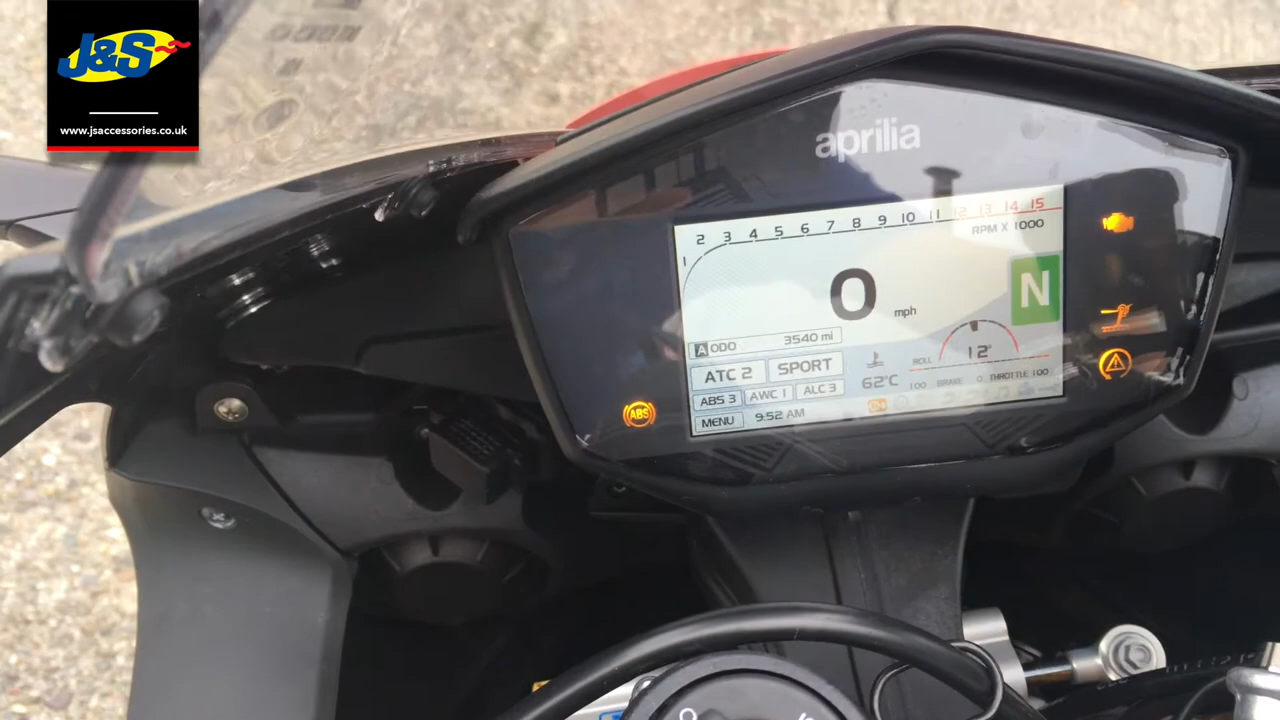 J&S
www.jsaccessories.co.uk
aprilia
1 2 3 4 5 6 7 8 9 10 11 12 13 14 15
RPM X 1000
0 mph
N
A ODO 3540 mi
ATC 2 SPORT
ABS 3 AWC 1 ALC 3
MENU 9:52 AM
62°C
ROLL 12°
100 BRAKE 0 THROTTLE 100
ABS